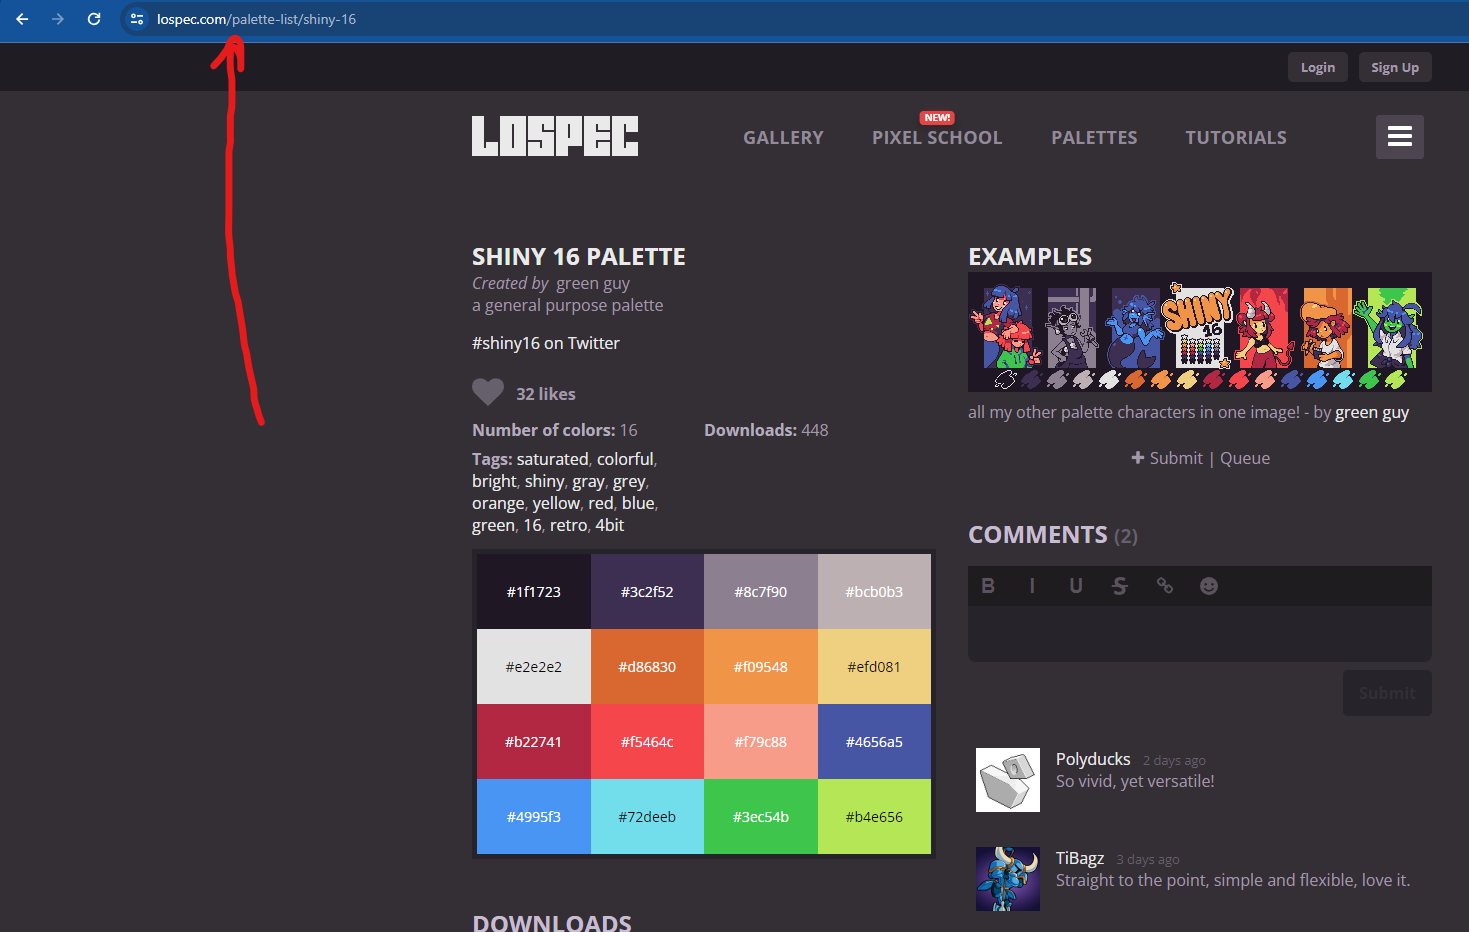 lospec.com/palette-list/shiny-16
Login Sign Up
LOSPEC
GALLERY
NEW!
PIXEL SCHOOL
PALETTES
TUTORIALS
SHINY 16 PALETTE
Created by green guy
a general purpose palette
#shiny16 on Twitter
32 likes
Number of colors: 16
Downloads: 448
Tags: saturated, colorful,
bright, shiny, gray, grey,
orange, yellow, red, blue,
green, 16, retro, 4bit
#1f1723 #3c2f52 #8c7f90 #bcb0b3
#e2e2e2 #d86830 #f09548 #efd081
#b22741 #f5464c #f79c88 #4656a5
#4995f3 #72deeb #3ec54b #b4e656
DOWNLOADS
EXAMPLES
SHINY
16
all my other palette characters in one image! - by green guy
+ Submit | Queue
COMMENTS (2)
B I U S
Submit
Polyducks 2 days ago
So vivid, yet versatile!
TiBagz 3 days ago
Straight to the point, simple and flexible, love it.